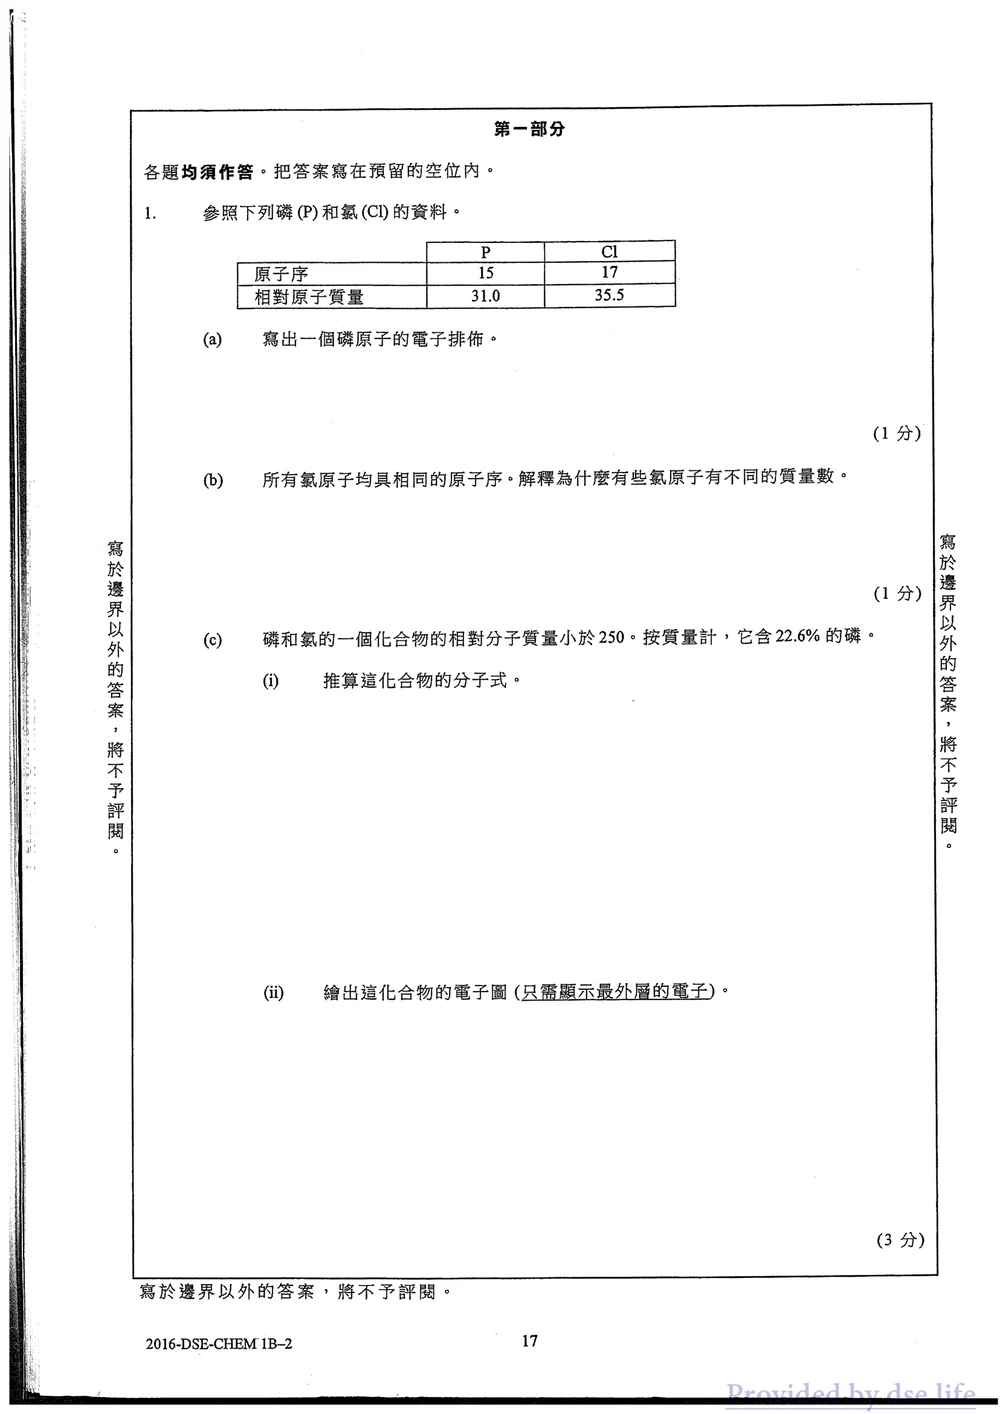 第一部分
各題均須作答。把答案寫在預留的空位內。
1. 參照下列磷 (P) 和氯 (Cl) 的資料。
P Cl
原子序 15 17
相對原子質量 31.0 35.5
(a) 寫出一個磷原子的電子排佈。
(1 分)
(b) 所有氯原子均具相同的原子序。解釋為什麼有些氯原子有不同的質量數。
(1 分)
(c) 磷和氯的一個化合物的相對分子質量小於 250。按質量計，它含 22.6% 的磷。
(i) 推算這化合物的分子式。
(ii) 繪出這化合物的電子圖 (只需顯示最外層的電子)。
(3 分)
寫於邊界以外的答案，將不予評閱。
寫於邊界以外的答案，將不予評閱。
寫於邊界以外的答案，將不予評閱。
2016-DSE-CHEM 1B–2
17
Provided by dse.life